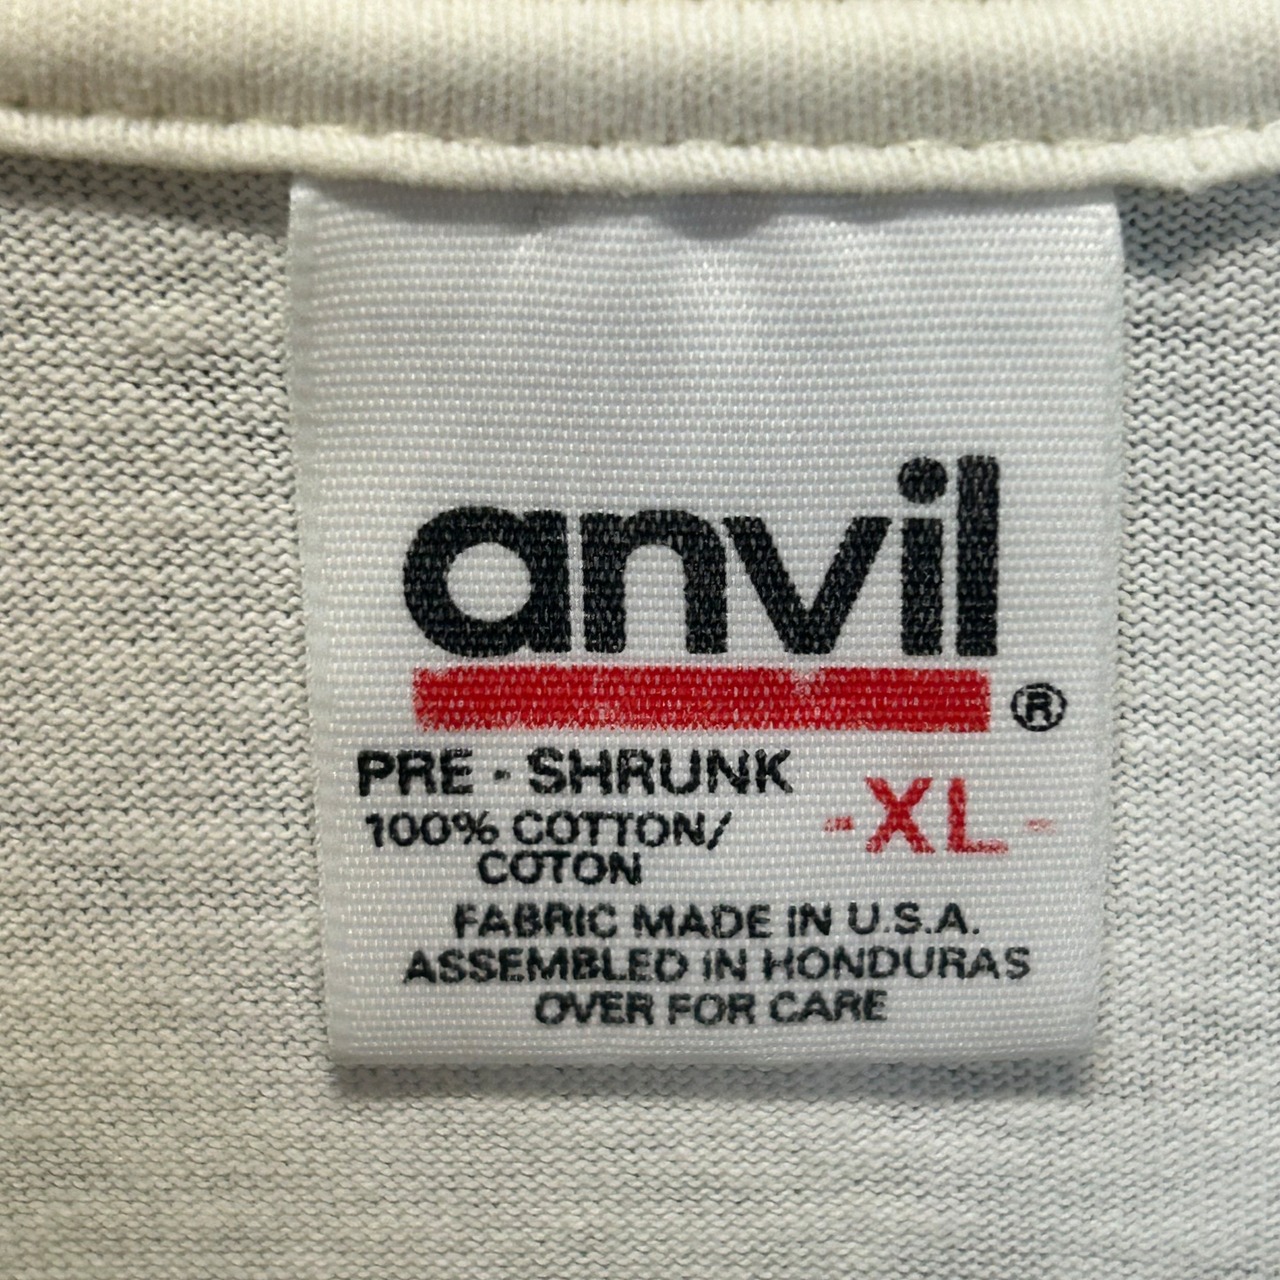 anvil
®
PRE - SHRUNK
-XL-
100% COTTON/
COTON
FABRIC MADE IN U.S.A.
ASSEMBLED IN HONDURAS
OVER FOR CARE